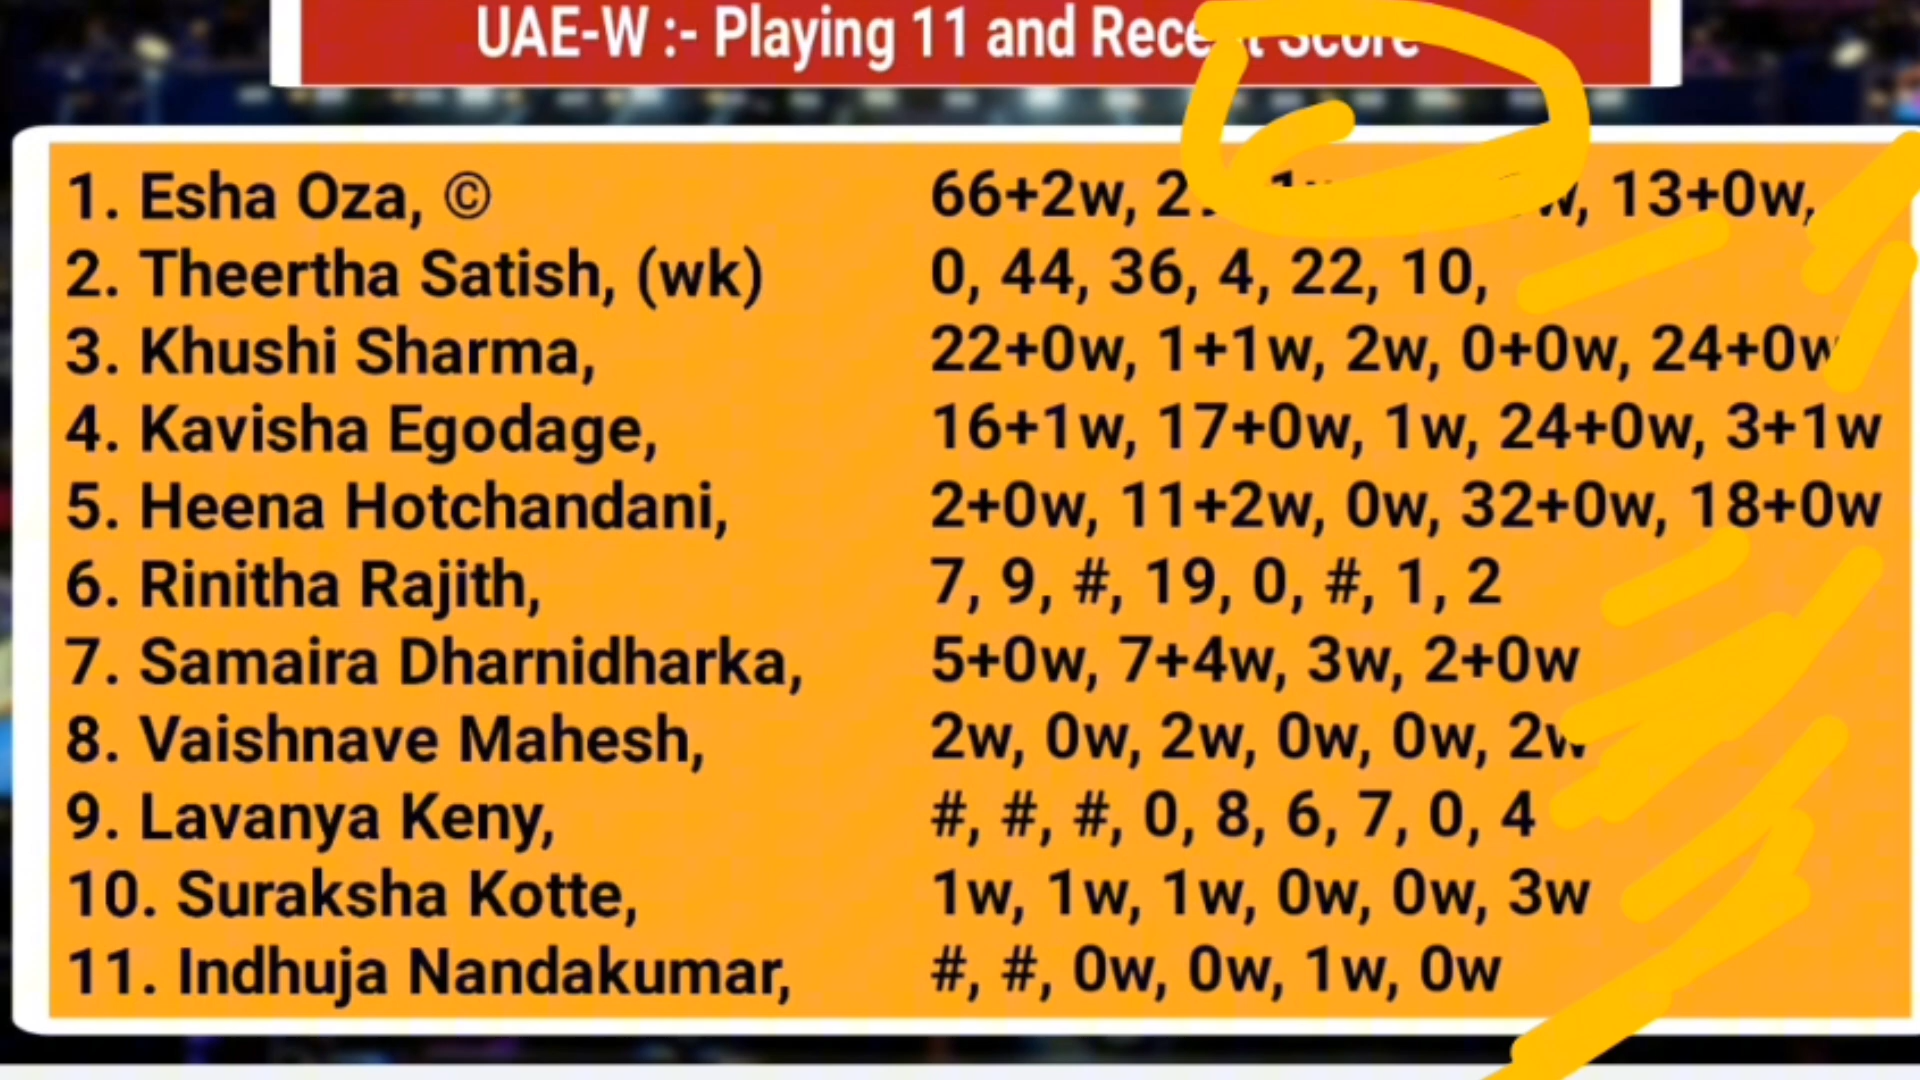 UAE-W :- Playing 11 and Recent Score
1. Esha Oza, © 66+2w, 13+0w,
2. Theertha Satish, (wk) 0, 44, 36, 4, 22, 10,
3. Khushi Sharma, 22+0w, 1+1w, 2w, 0+0w, 24+0w
4. Kavisha Egodage, 16+1w, 17+0w, 1w, 24+0w, 3+1w
5. Heena Hotchandani, 2+0w, 11+2w, 0w, 32+0w, 18+0w
6. Rinitha Rajith, 7, 9, #, 19, 0, #, 1, 2
7. Samaira Dharnidharka, 5+0w, 7+4w, 3w, 2+0w
8. Vaishnave Mahesh, 2w, 0w, 2w, 0w, 0w, 2w
9. Lavanya Keny, #, #, #, 0, 8, 6, 7, 0, 4
10. Suraksha Kotte, 1w, 1w, 1w, 0w, 0w, 3w
11. Indhuja Nandakumar, #, #, 0w, 0w, 1w, 0w